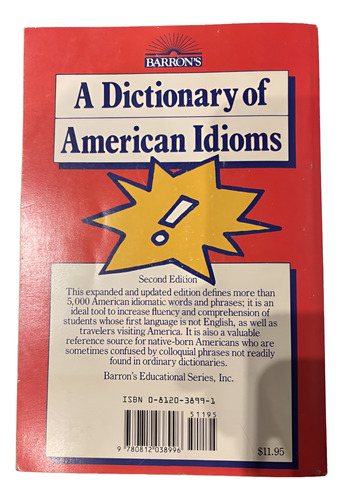 BARRON'S
A Dictionary of
American Idioms
!
Second Edition
This expanded and updated edition defines more than
5,000 American idiomatic words and phrases; it is an
ideal tool to increase fluency and comprehension of
students whose first language is not English, as well as
travelers visiting America. It is also a valuable
reference source for native-born Americans who are
sometimes confused by colloquial phrases not readily
found in ordinary dictionaries.
Barron's Educational Series, Inc.
ISBN 0-8120-3899-1
51195
9 780812 038996
$11.95